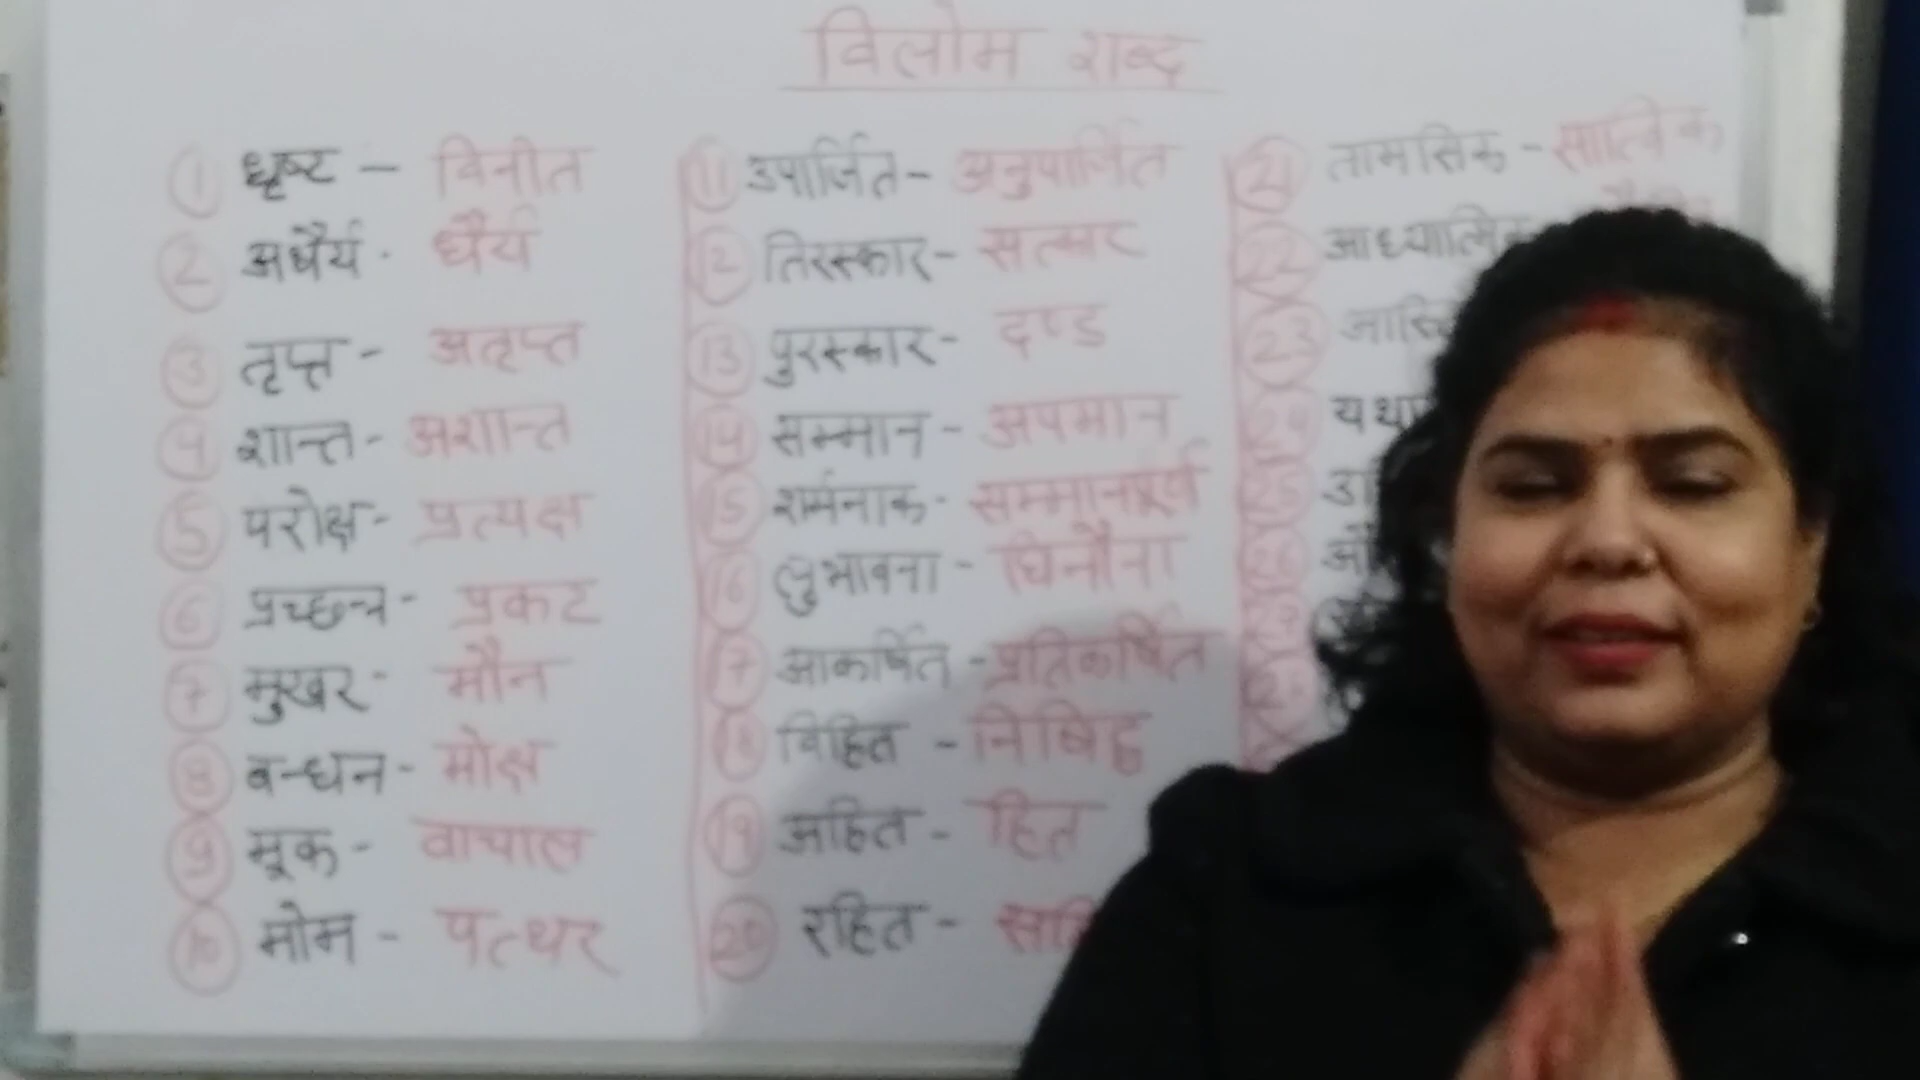 विलोम शब्द
1 धृष्ट - विनीत
2 अधैर्य - धैर्य
3 तृप्त - अतृप्त
4 शान्त - अशान्त
5 परोक्ष - प्रत्यक्ष
6 प्रच्छन्न - प्रकट
7 मुखर - मौन
8 बन्धन - मोक्ष
9 मूक - वाचाल
10 मोम - पत्थर
11 उपार्जित - अनुपार्जित
12 तिरस्कार - सत्कार
13 पुरस्कार - दण्ड
14 सम्मान - अपमान
15 शर्मनाक - सम्मानपूर्ण
16 लुभावना - घिनौना
17 आकर्षित - प्रतिकर्षित
18 विहित - निषिद्ध
19 अहित - हित
20 रहित -
21 तामसिक - सात्विक
22
23
24
25
26